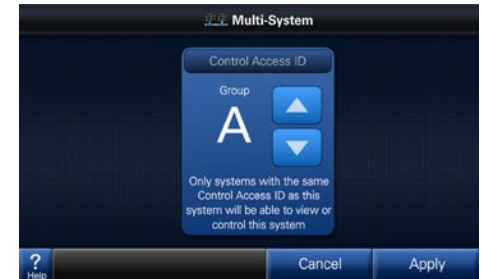 Multi-System
Control Access ID
Group
A
Only systems with the same
Control Access ID as this
system will be able to view or
control this system
?
Help
Cancel
Apply